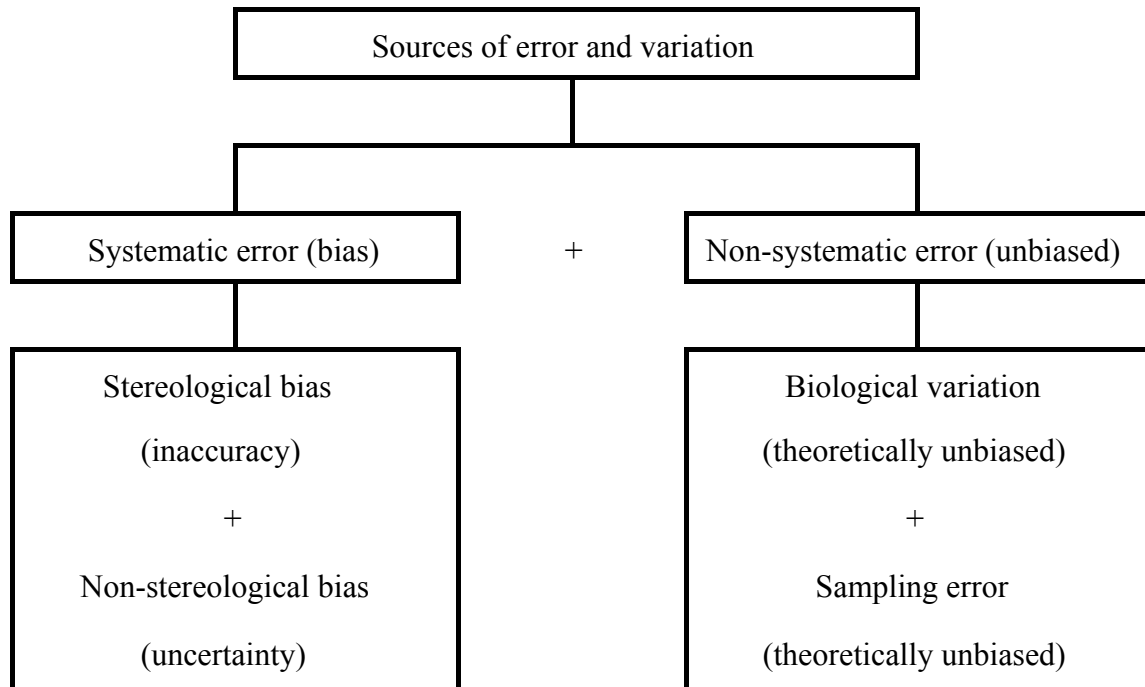 Sources of error and variation
Systematic error (bias)
+
Non-systematic error (unbiased)
Stereological bias
(inaccuracy)
+
Non-stereological bias
(uncertainty)
Biological variation
(theoretically unbiased)
+
Sampling error
(theoretically unbiased)